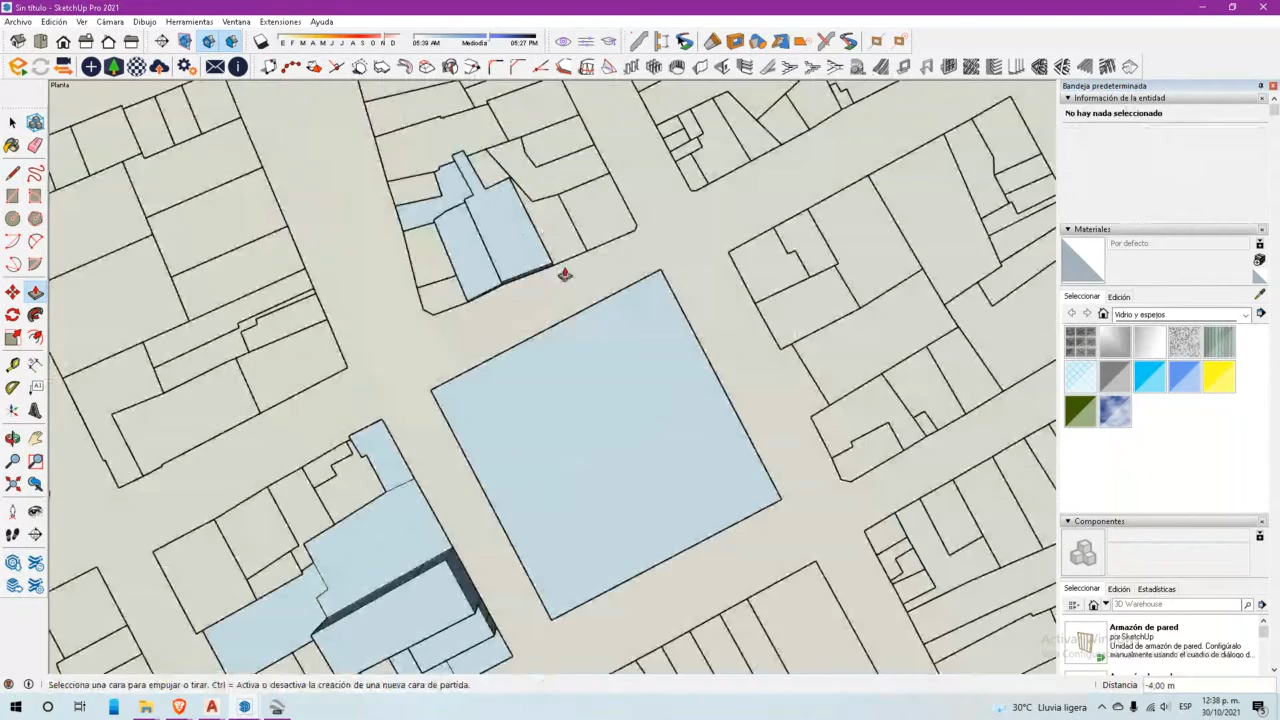 Sin título - SketchUp Pro 2021
Archivo Edición Ver Cámara Dibujo Herramientas Ventana Extensiones Ayuda
E F M A M J J A S O N D 05:39 AM Mediodía 05:27 PM
Planta
Bandeja predeterminada
Información de la entidad
No hay nada seleccionado
Materiales
Por defecto
Seleccionar Edición
Vidrio y espejos
Componentes
Seleccionar Edición Estadísticas
3D Warehouse
Armazón de pared
por SketchUp
Unidad de armazón de pared. Configúralo
manualmente usando el cuadro de diálogo d...
Selecciona una cara para empujar o tirar. Ctrl = Activa o desactiva la creación de una nueva cara de partida.
Distancia -4,00 m
30°C Lluvia ligera
ESP
12:38 p. m.
30/10/2021